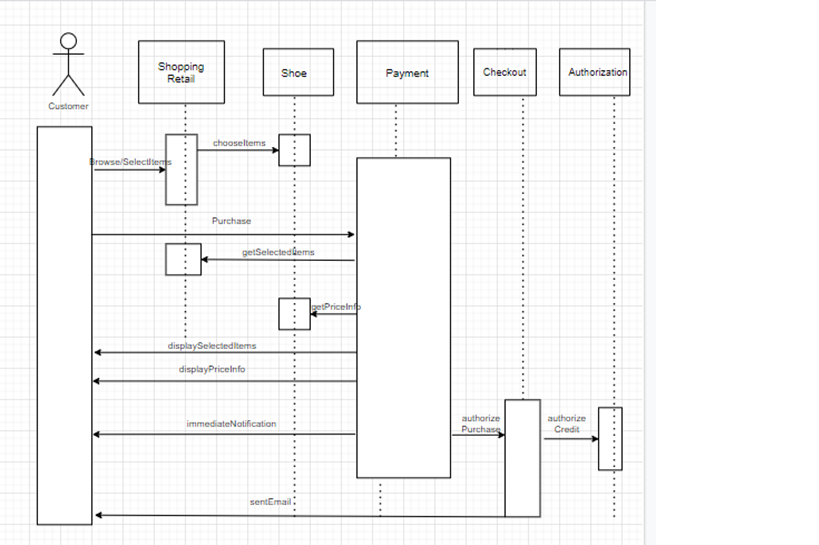 Shopping
Retail
Shoe
Payment
Checkout
Authorization
Customer
chooseItems
Browse/SelectItems
Purchase
getSelectedItems
getPriceInfo
displaySelectedItems
displayPriceInfo
immediateNotification
authorize
Purchase
authorize
Credit
sentEmail